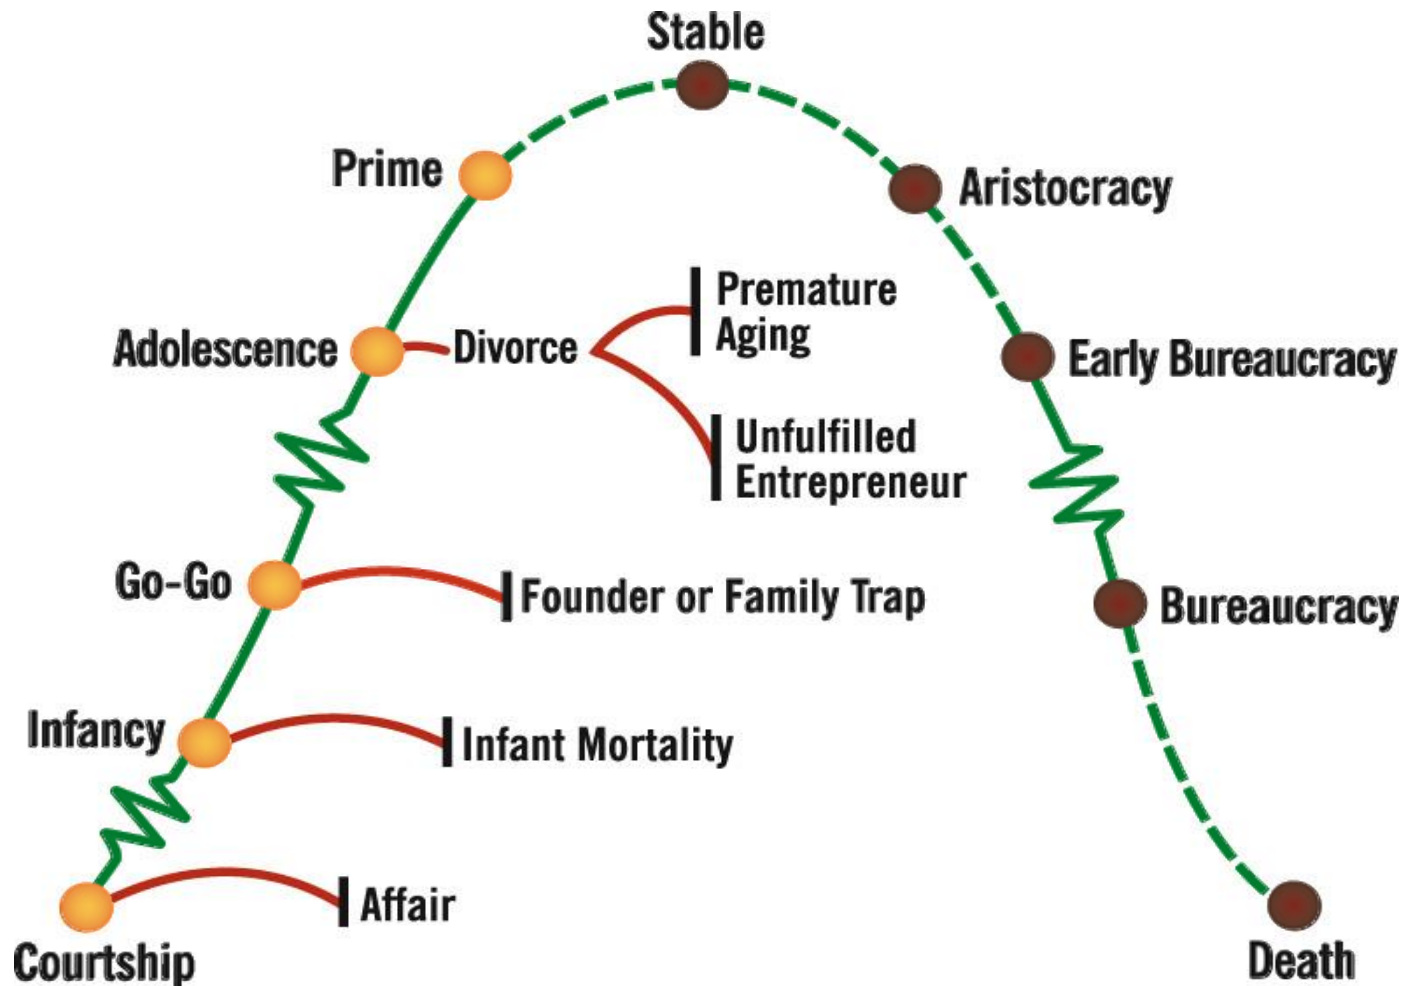 Stable
Prime
Aristocracy
Premature
Aging
Adolescence
Divorce
Early Bureaucracy
Unfulfilled
Entrepreneur
Go-Go
Founder or Family Trap
Bureaucracy
Infancy
Infant Mortality
Affair
Courtship
Death